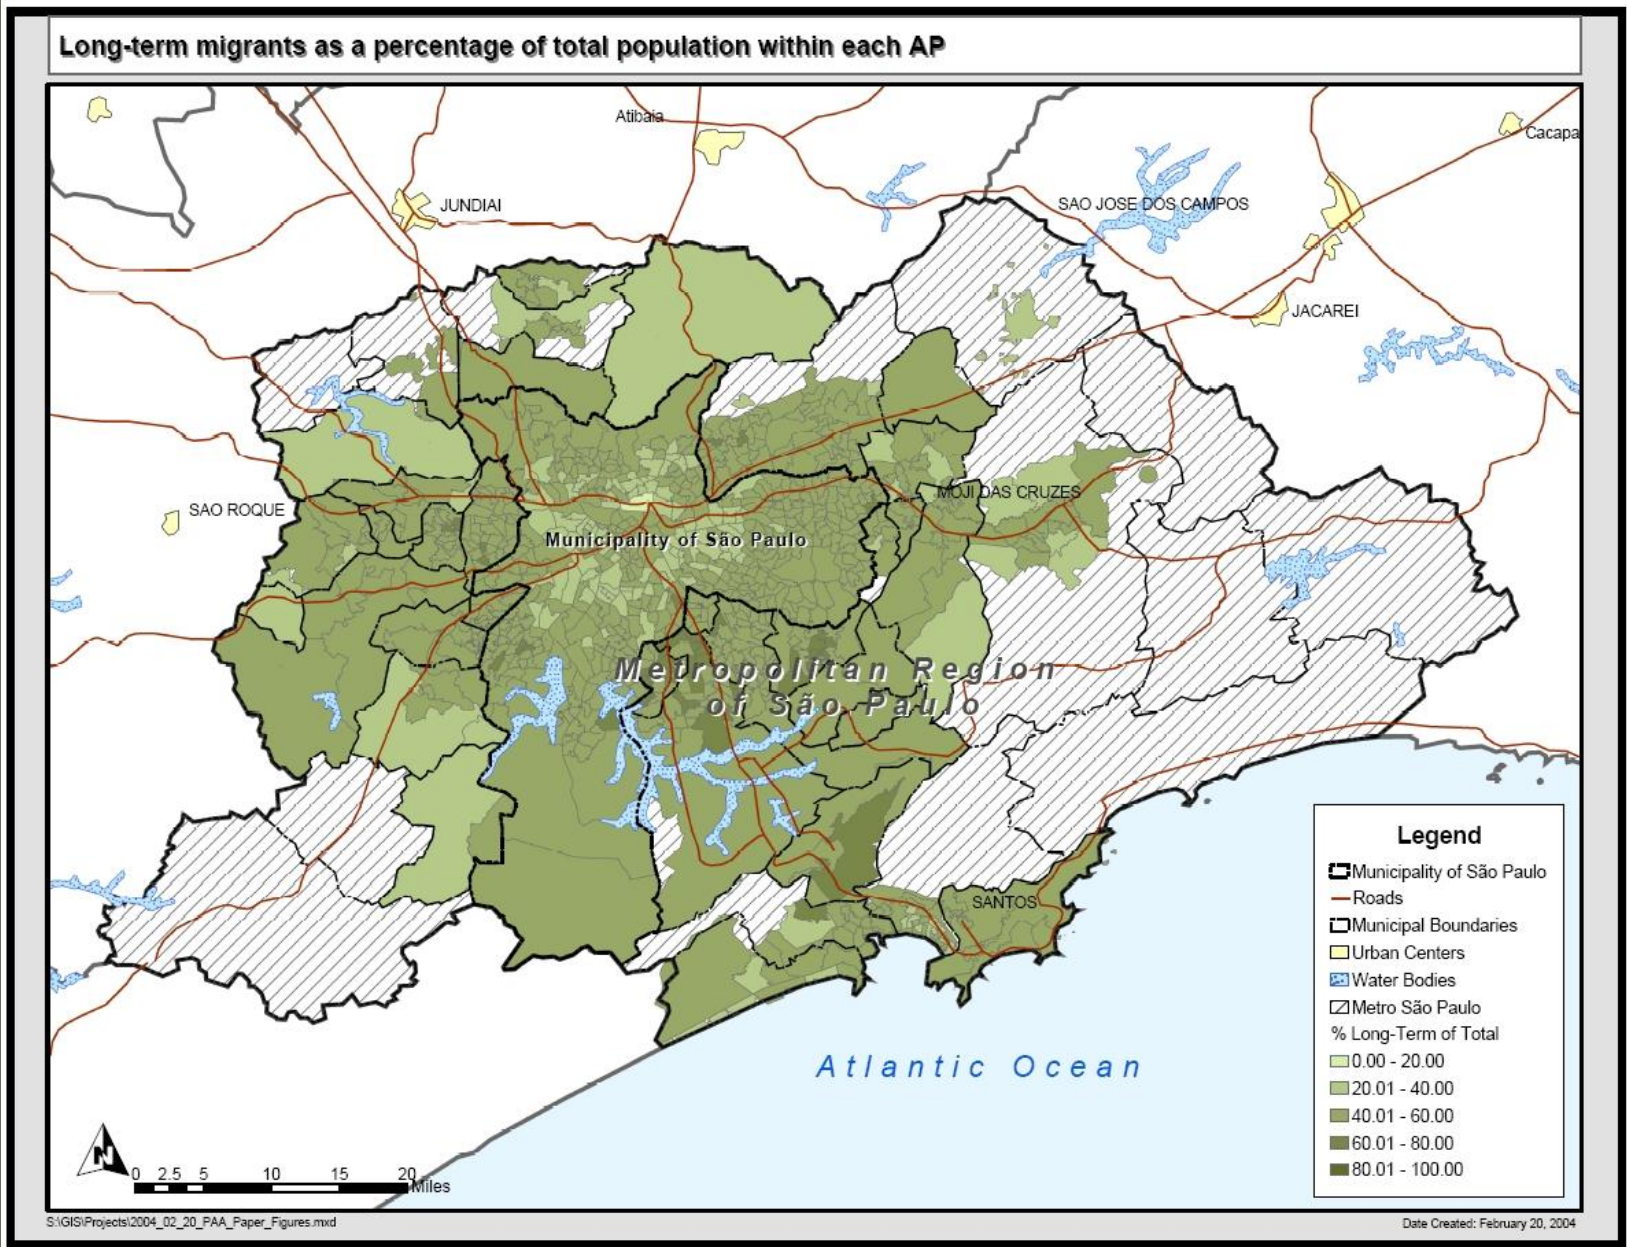 Long-term migrants as a percentage of total population within each AP
Atibaia
Cacapa
JUNDIAI
SAO JOSE DOS CAMPOS
JACAREI
SAO ROQUE
MOJI DAS CRUZES
Municipality of São Paulo
Metropolitan Region
of São Paulo
SANTOS
Atlantic Ocean
Legend
Municipality of São Paulo
Roads
Municipal Boundaries
Urban Centers
Water Bodies
Metro São Paulo
% Long-Term of Total
0.00 - 20.00
20.01 - 40.00
40.01 - 60.00
60.01 - 80.00
80.01 - 100.00
N
0 2.5 5 10 15 20
Miles
S:\GIS\Projects\2004_02_20_PAA_Paper_Figures.mxd
Date Created: February 20, 2004